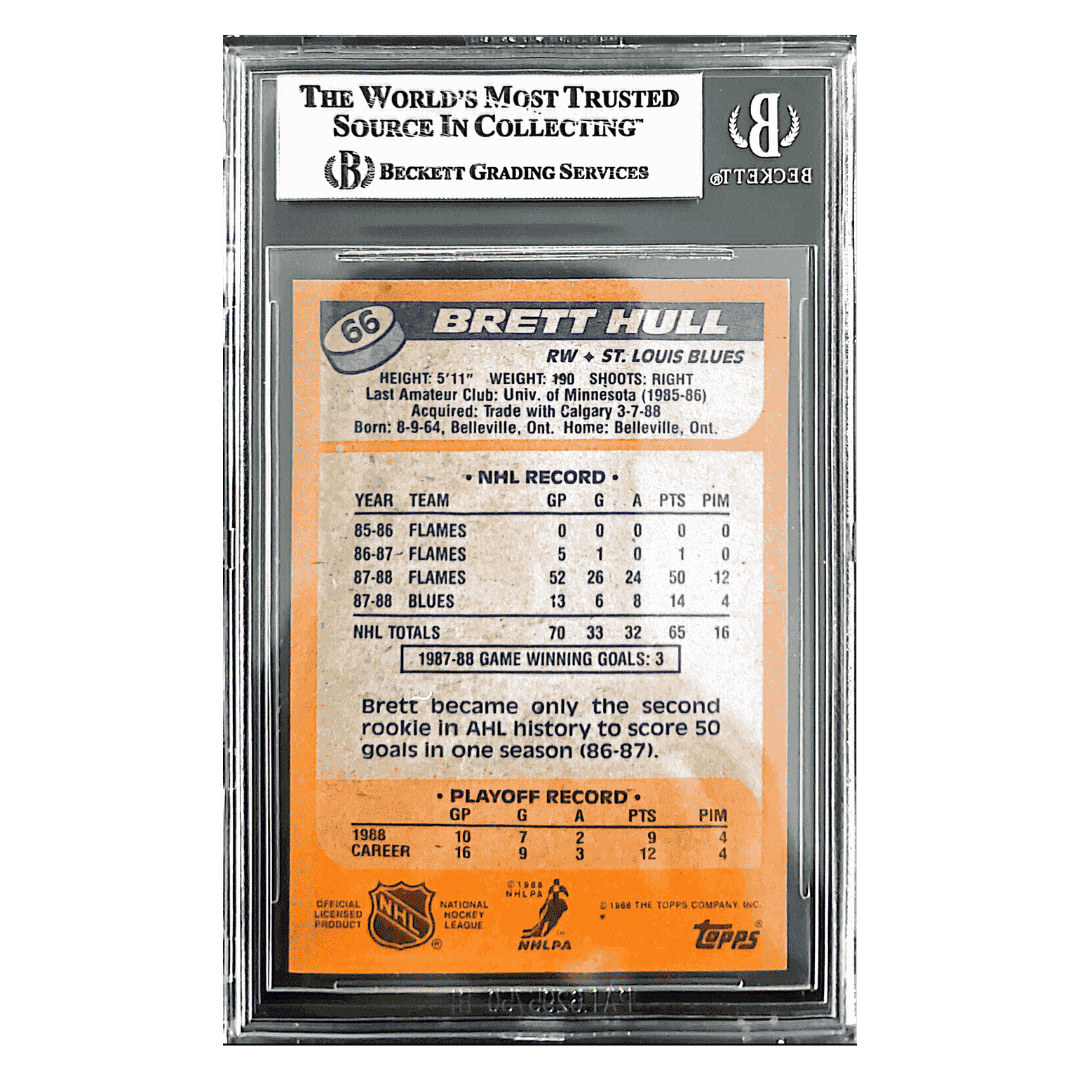 THE WORLD'S MOST TRUSTED
SOURCE IN COLLECTING™
B BECKETT GRADING SERVICES
B
BECKETT®
66
BRETT HULL
RW ✦ ST. LOUIS BLUES
HEIGHT: 5'11" WEIGHT: 190 SHOOTS: RIGHT
Last Amateur Club: Univ. of Minnesota (1985-86)
Acquired: Trade with Calgary 3-7-88
Born: 8-9-64, Belleville, Ont. Home: Belleville, Ont.
• NHL RECORD •
YEAR TEAM GP G A PTS PIM
85-86 FLAMES 0 0 0 0 0
86-87 FLAMES 5 1 0 1 0
87-88 FLAMES 52 26 24 50 12
87-88 BLUES 13 6 8 14 4
NHL TOTALS 70 33 32 65 16
1987-88 GAME WINNING GOALS: 3
Brett became only the second
rookie in AHL history to score 50
goals in one season (86-87).
• PLAYOFF RECORD •
GP G A PTS PIM
1988 10 7 2 9 4
CAREER 16 9 3 12 4
OFFICIAL
LICENSED
PRODUCT
NHL
®
NATIONAL
HOCKEY
LEAGUE
© 1988
NHLPA
™
NHLPA
© 1988 THE TOPPS COMPANY, INC.
*
topps®